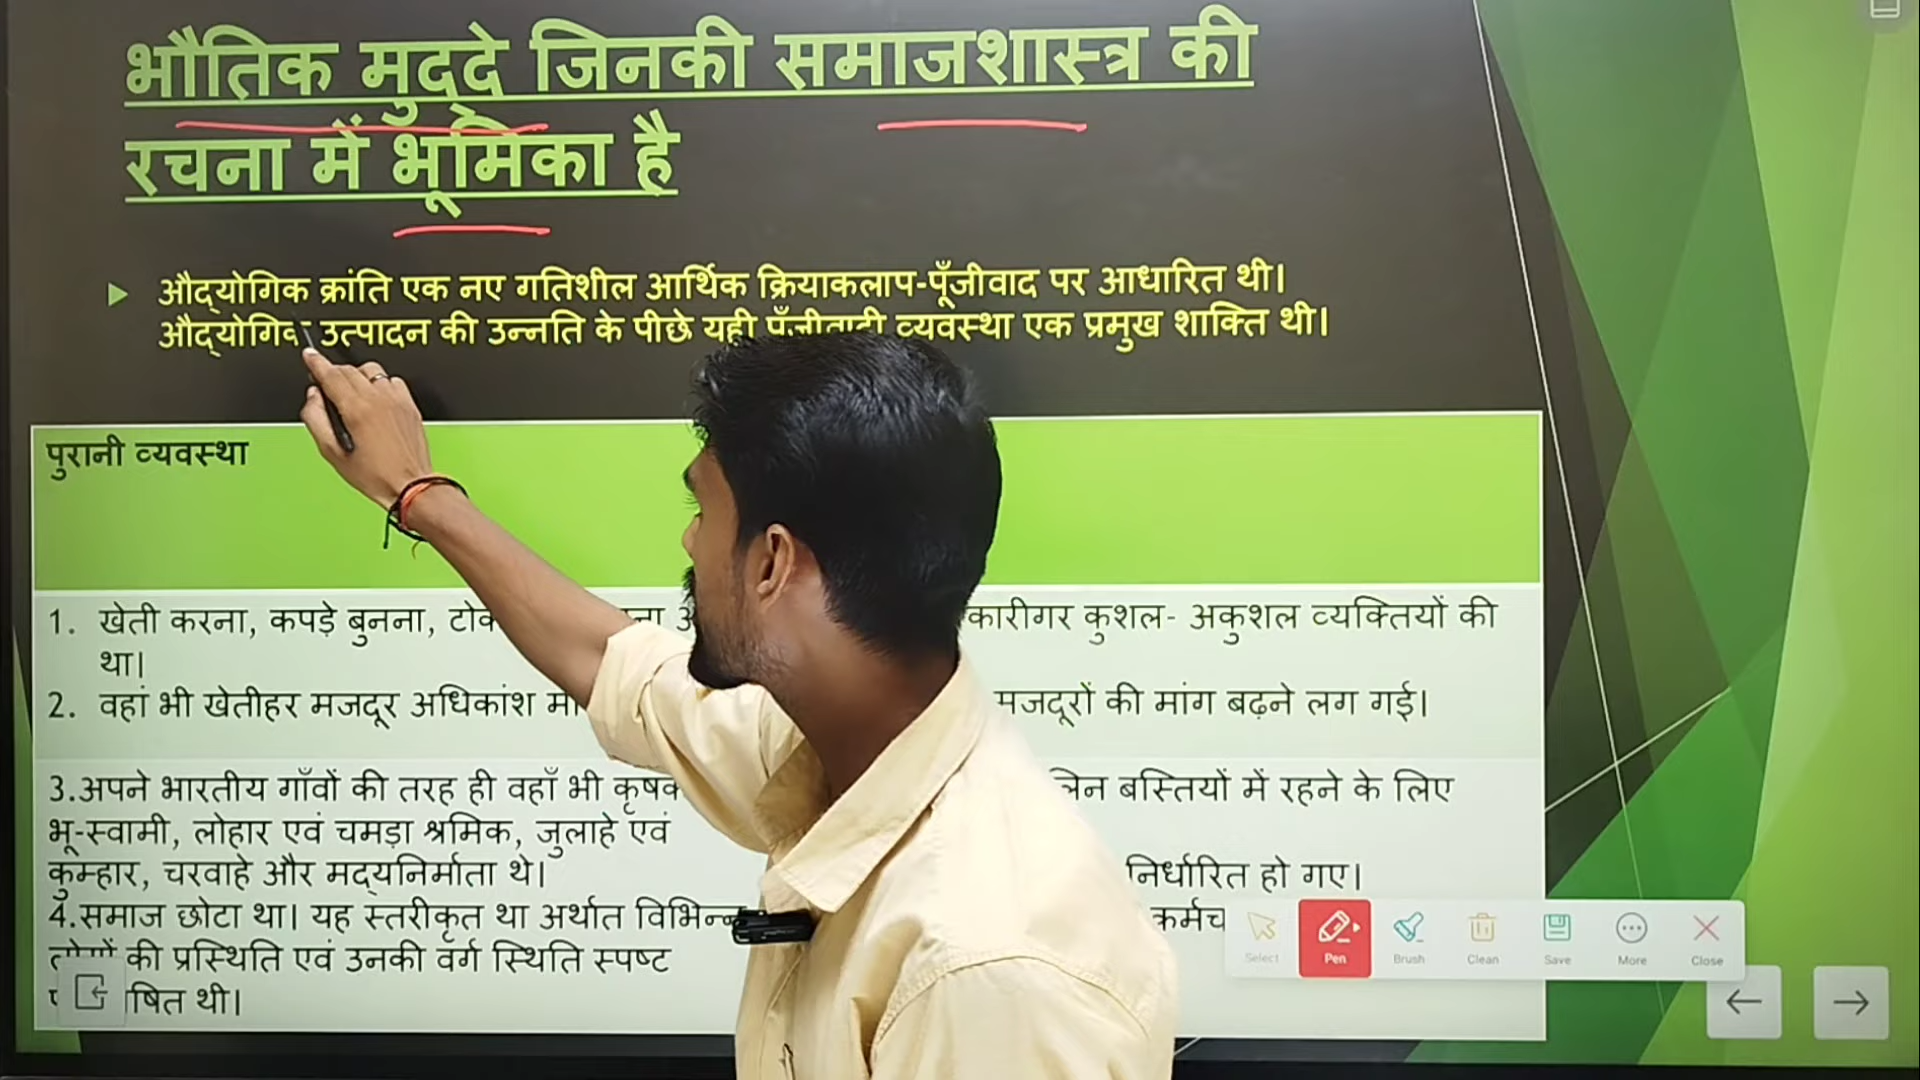 भौतिक मुद्दे जिनकी समाजशास्त्र की
रचना में भूमिका है
औद्योगिक क्रांति एक नए गतिशील आर्थिक क्रियाकलाप-पूँजीवाद पर आधारित थी।
औद्योगिक उत्पादन की उन्नति के पीछे यही पूँजीवादी व्यवस्था एक प्रमुख शाक्ति थी।
पुरानी व्यवस्था
1. खेती करना, कपड़े बुनना,
कारीगर कुशल- अकुशल व्यक्तियों की
था।
2. वहां भी खेतीहर मजदूर अधिकांश
मजदूरों की मांग बढ़ने लग गई।
3.अपने भारतीय गाँवों की तरह ही वहाँ भी
बस्तियों में रहने के लिए
भू-स्वामी, लोहार एवं चमड़ा श्रमिक, जुलाहे एवं
कुम्हार, चरवाहे और मद्यनिर्माता थे।
निर्धारित हो गए।
4.समाज छोटा था। यह स्तरीकृत था अर्थात विभिन्न
की प्रस्थिति एवं उनकी वर्ग स्थिति स्पष्ट
थी।
Select
Pen
Brush
Clean
Save
More
Close